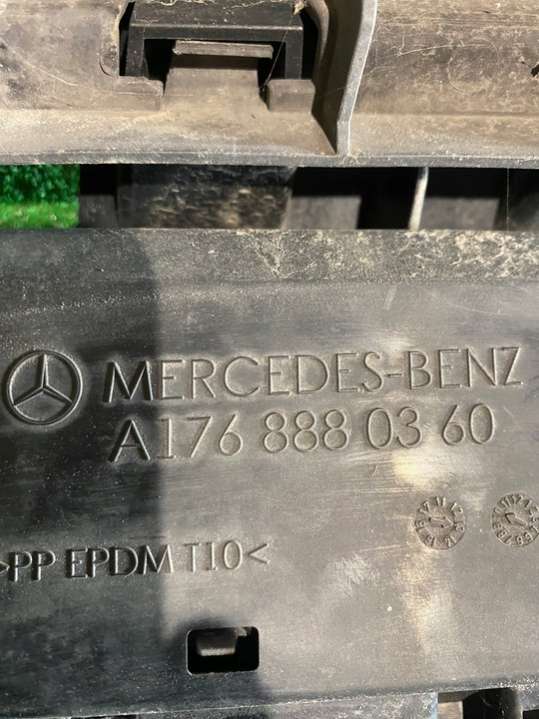 MERCEDES-BENZ
A176 888 03 60
>PP EPDM T10<